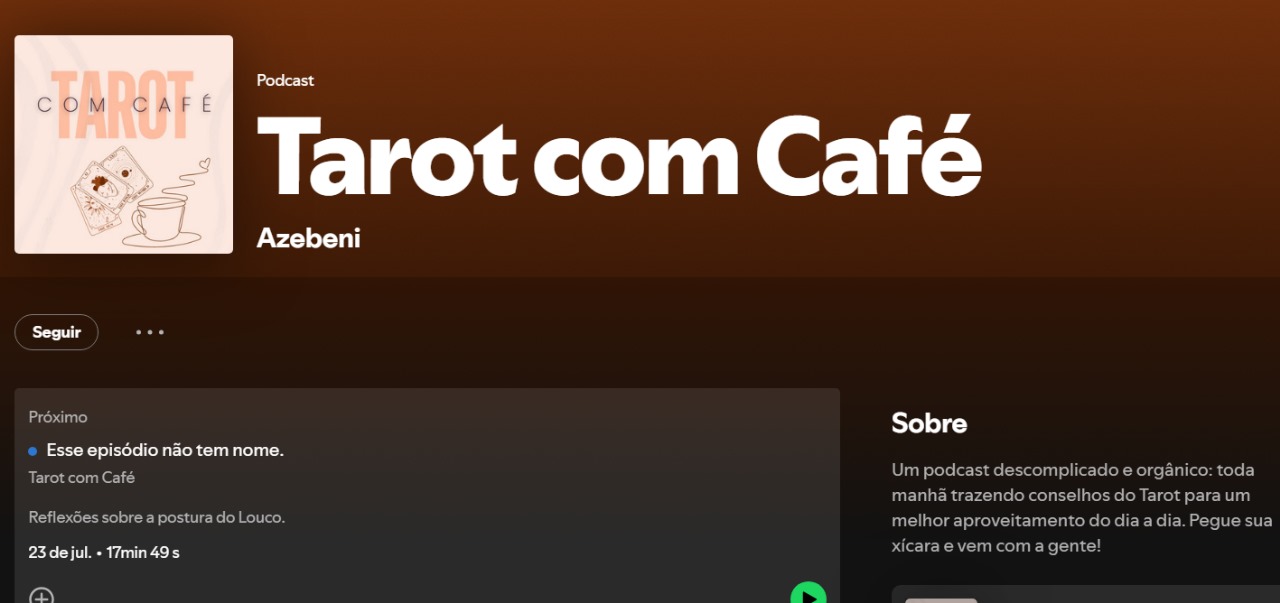 TAROT
COM CAFÉ
Podcast
Tarot com Café
Azebeni
Seguir
Próximo
Esse episódio não tem nome.
Tarot com Café
Reflexões sobre a postura do Louco.
23 de jul. • 17min 49 s
Sobre
Um podcast descomplicado e orgânico: toda
manhã trazendo conselhos do Tarot para um
melhor aproveitamento do dia a dia. Pegue sua
xícara e vem com a gente!